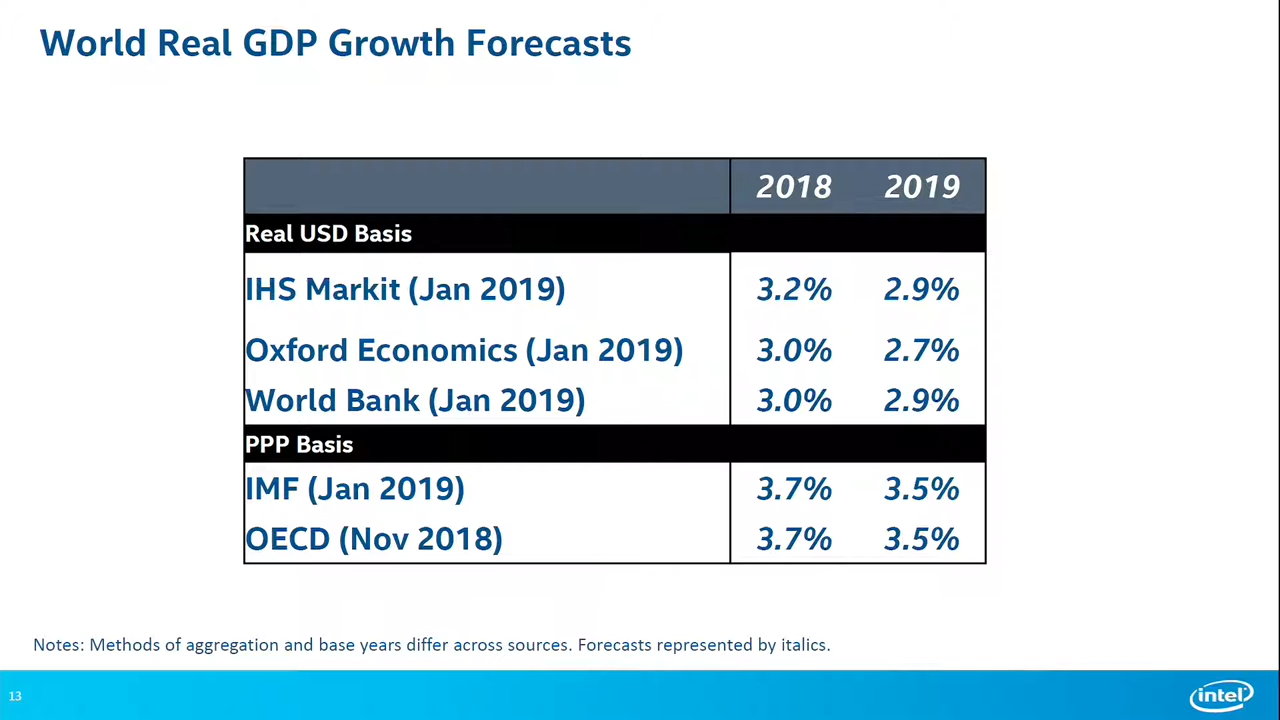 World Real GDP Growth Forecasts
2018 2019
Real USD Basis
IHS Markit (Jan 2019) 3.2% 2.9%
Oxford Economics (Jan 2019) 3.0% 2.7%
World Bank (Jan 2019) 3.0% 2.9%
PPP Basis
IMF (Jan 2019) 3.7% 3.5%
OECD (Nov 2018) 3.7% 3.5%
Notes: Methods of aggregation and base years differ across sources. Forecasts represented by italics.
13
intel